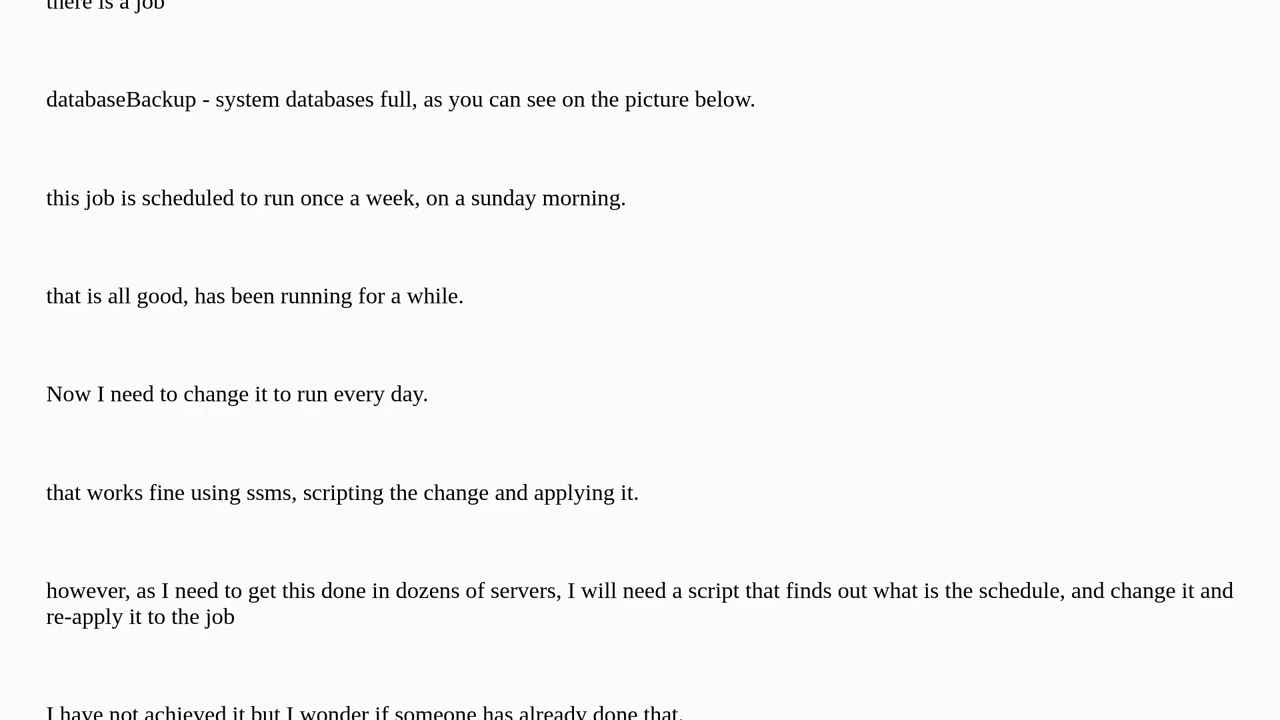 there is a job
databaseBackup - system databases full, as you can see on the picture below.
this job is scheduled to run once a week, on a sunday morning.
that is all good, has been running for a while.
Now I need to change it to run every day.
that works fine using ssms, scripting the change and applying it.
however, as I need to get this done in dozens of servers, I will need a script that finds out what is the schedule, and change it and
re-apply it to the job
I have not achieved it but I wonder if someone has already done that.